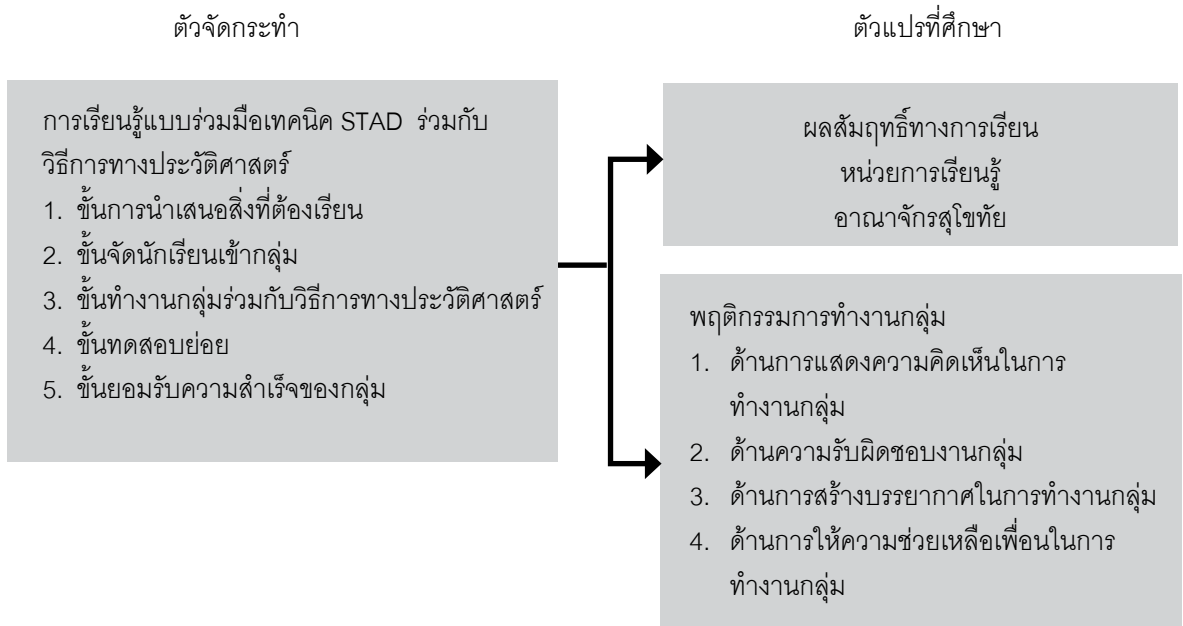 ตัวจัดกระทำ
การเรียนรู้แบบร่วมมือเทคนิค STAD ร่วมกับ
วิธีการทางประวัติศาสตร์
1. ขั้นการนำเสนอสิ่งที่ต้องเรียน
2. ขั้นจัดนักเรียนเข้ากลุ่ม
3. ขั้นทำงานกลุ่มร่วมกับวิธีการทางประวัติศาสตร์
4. ขั้นทดสอบย่อย
5. ขั้นยอมรับความสำเร็จของกลุ่ม
ตัวแปรที่ศึกษา
ผลสัมฤทธิ์ทางการเรียน
หน่วยการเรียนรู้
อาณาจักรสุโขทัย
พฤติกรรมการทำงานกลุ่ม
1. ด้านการแสดงความคิดเห็นในการ
ทำงานกลุ่ม
2. ด้านความรับผิดชอบงานกลุ่ม
3. ด้านการสร้างบรรยากาศในการทำงานกลุ่ม
4. ด้านการให้ความช่วยเหลือเพื่อนในการ
ทำงานกลุ่ม